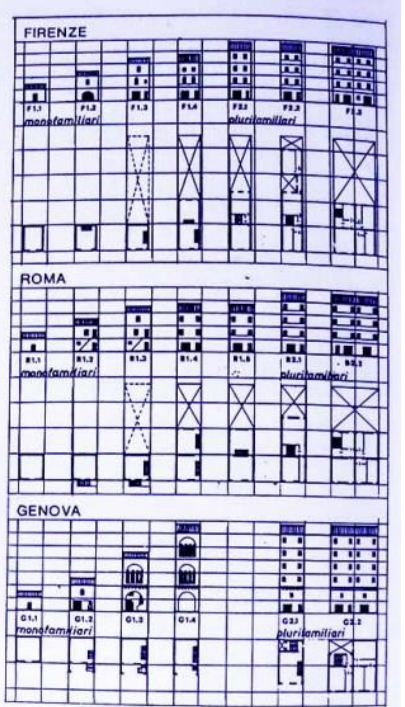 FIRENZE
F1.1 F1.2 F1.3 F1.4 F2.1 F2.2 F2.3
monofamiliari plurifamiliari
ROMA
R1.1 R1.2 R1.3 R1.4 R1.5 R2.1 R2.2
monofamiliari plurifamiliari
GENOVA
G1.1 G1.2 G1.3 G1.4 G2.1 G2.2
monofamiliari plurifamiliari